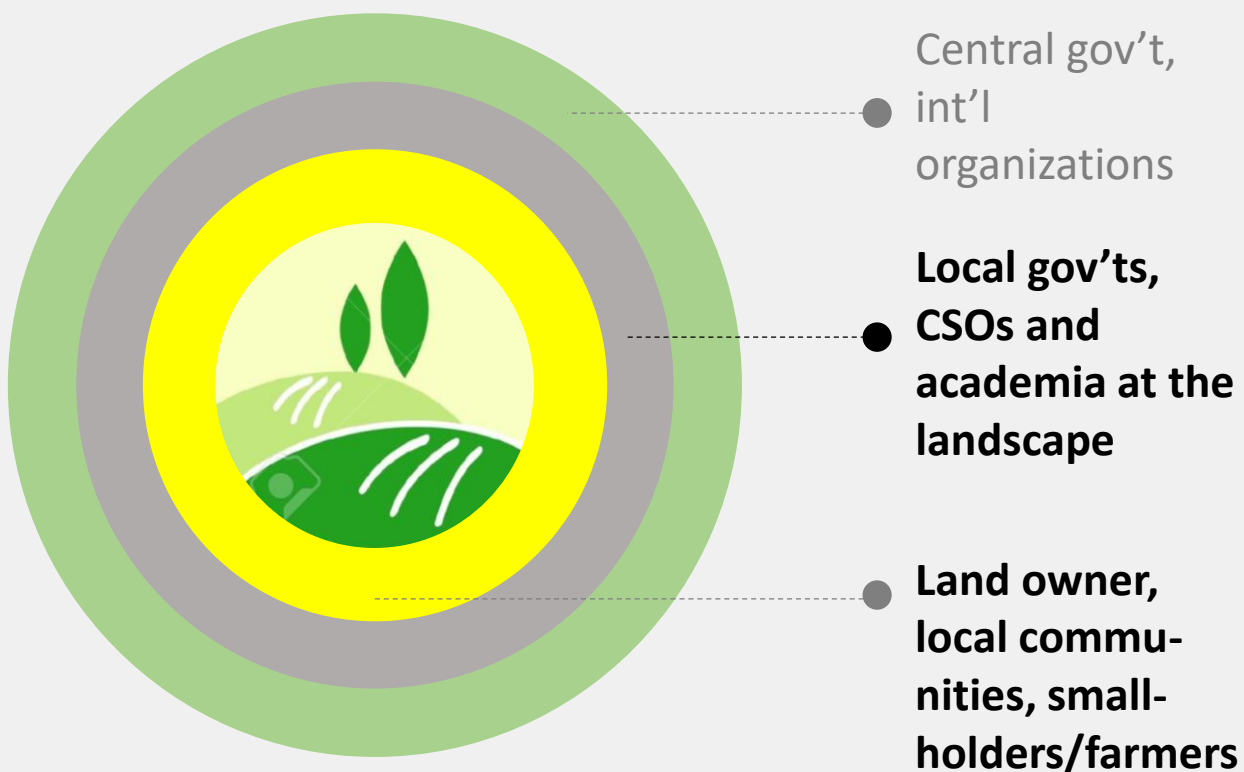 Central gov’t,
int’l
organizations
Local gov’ts,
CSOs and
academia at the
landscape
Land owner,
local commu-
nities, small-
holders/farmers